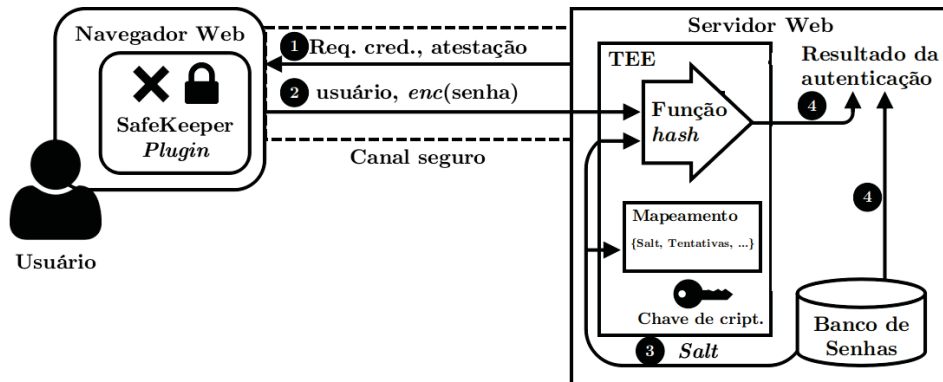 Navegador Web
SafeKeeper
Plugin
Usuário
1 Req. cred., atestação
2 usuário, enc(senha)
Canal seguro
Servidor Web
TEE
Função
hash
Mapeamento
{Salt, Tentativas, ...}
Chave de cript.
3 Salt
4
Resultado da
autenticação
4
Banco de
Senhas